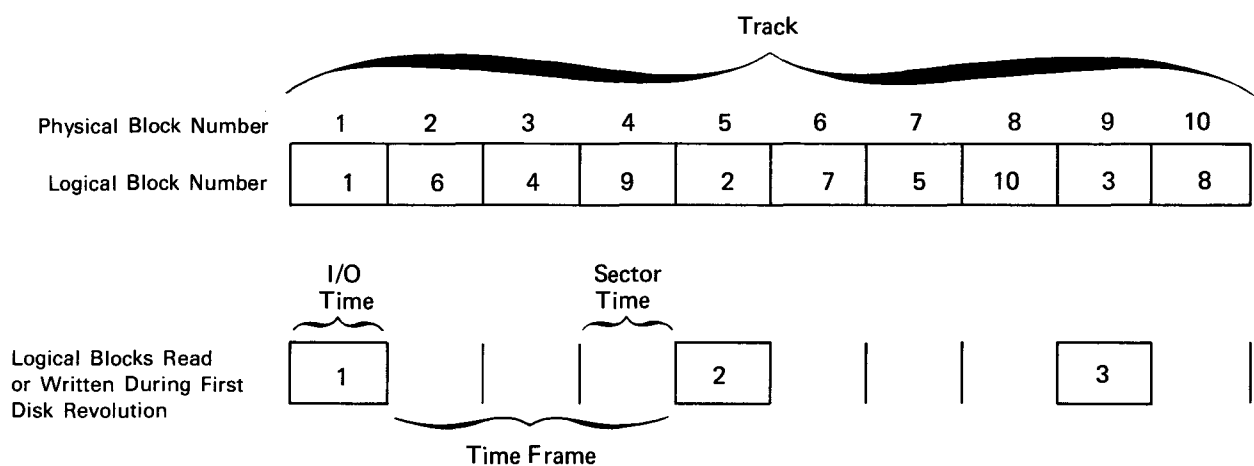 Track
Physical Block Number 1 2 3 4 5 6 7 8 9 10
Logical Block Number 1 6 4 9 2 7 5 10 3 8
I/O
Time
Sector
Time
Logical Blocks Read
or Written During First
Disk Revolution
1 2 3
Time Frame